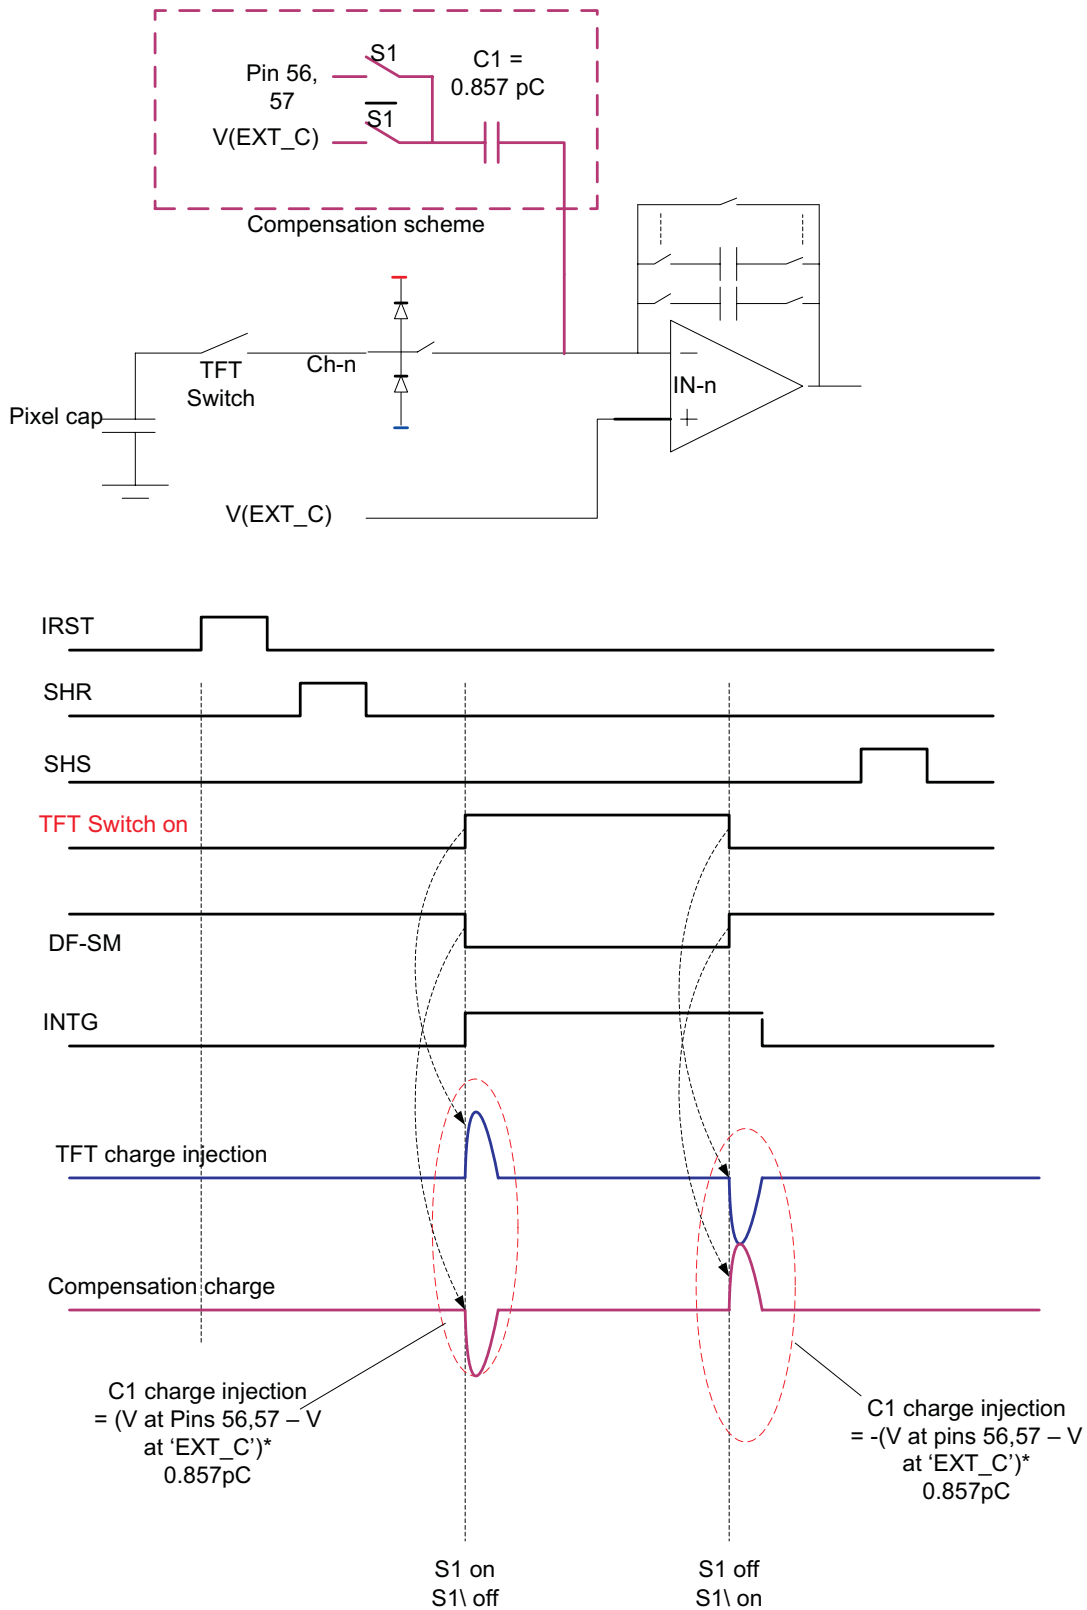 S1
C1 =
0.857 pC
Pin 56,
57
S1
V(EXT_C)
Compensation scheme
TFT
Switch
Ch-n
IN-n
Pixel cap
V(EXT_C)
IRST
SHR
SHS
TFT Switch on
DF-SM
INTG
TFT charge injection
Compensation charge
C1 charge injection
= (V at Pins 56,57 – V
at ‘EXT_C’)*
0.857pC
C1 charge injection
= -(V at pins 56,57 – V
at ‘EXT_C’)*
0.857pC
S1 on
S1\ off
S1 off
S1\ on